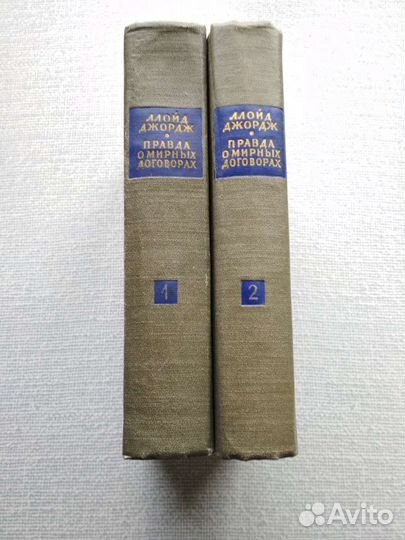 ЛЛОЙД
ДЖОРДЖ
•
ПРАВДА
О МИРНЫХ
ДОГОВОРАХ
1
ЛЛОЙД
ДЖОРДЖ
•
ПРАВДА
О МИРНЫХ
ДОГОВОРАХ
2
Avito